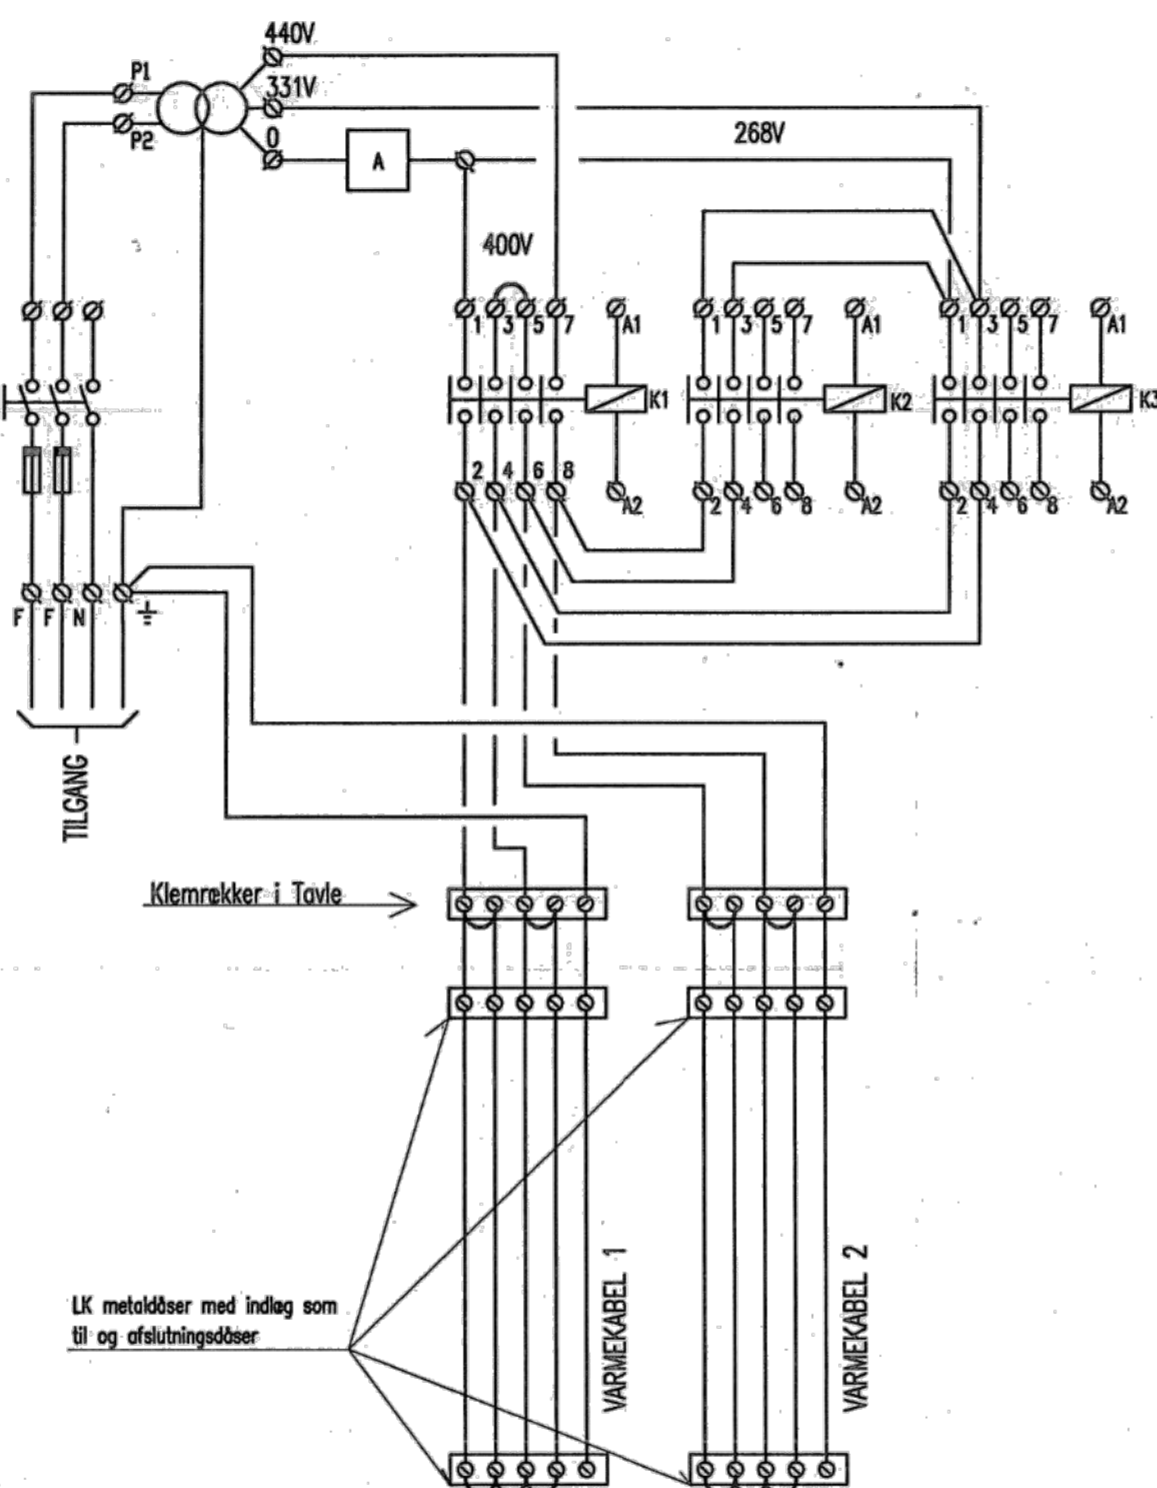 440V
P1
331V
P2
0
A
268V
400V
1 3 5 7 A1
1 3 5 7 A1
1 3 5 7 A1
K1
K2
K3
2 4 6 8 A2
2 4 6 8 A2
2 4 6 8 A2
F F N
TILGANG
Klemrækker i Tavle
VARMEKABEL 1
VARMEKABEL 2
LK metaldåser med indlæg som
til og afslutningsdåser